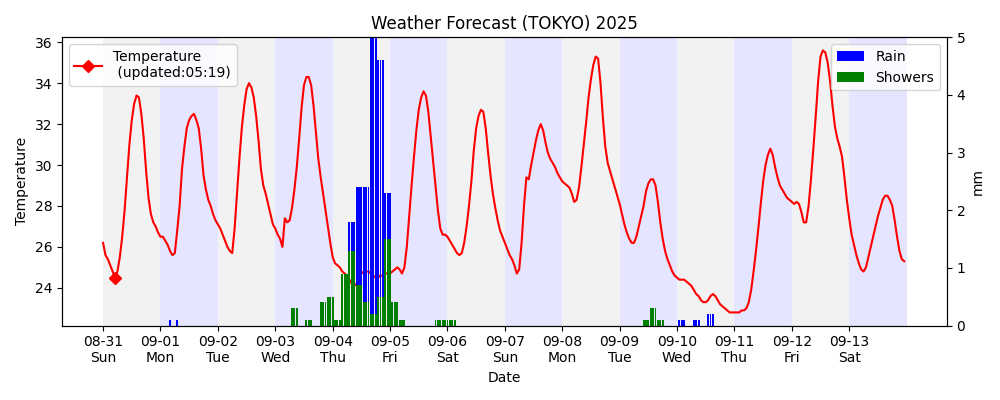 Weather Forecast (TOKYO) 2025
Temperature
(updated:05:19)
Rain
Showers
36
34
32
30
28
26
24
Temperature
5
4
3
2
1
0
mm
08-31 09-01 09-02 09-03 09-04 09-05 09-06 09-07 09-08 09-09 09-10 09-11 09-12 09-13
Sun Mon Tue Wed Thu Fri Sat Sun Mon Tue Wed Thu Fri Sat
Date